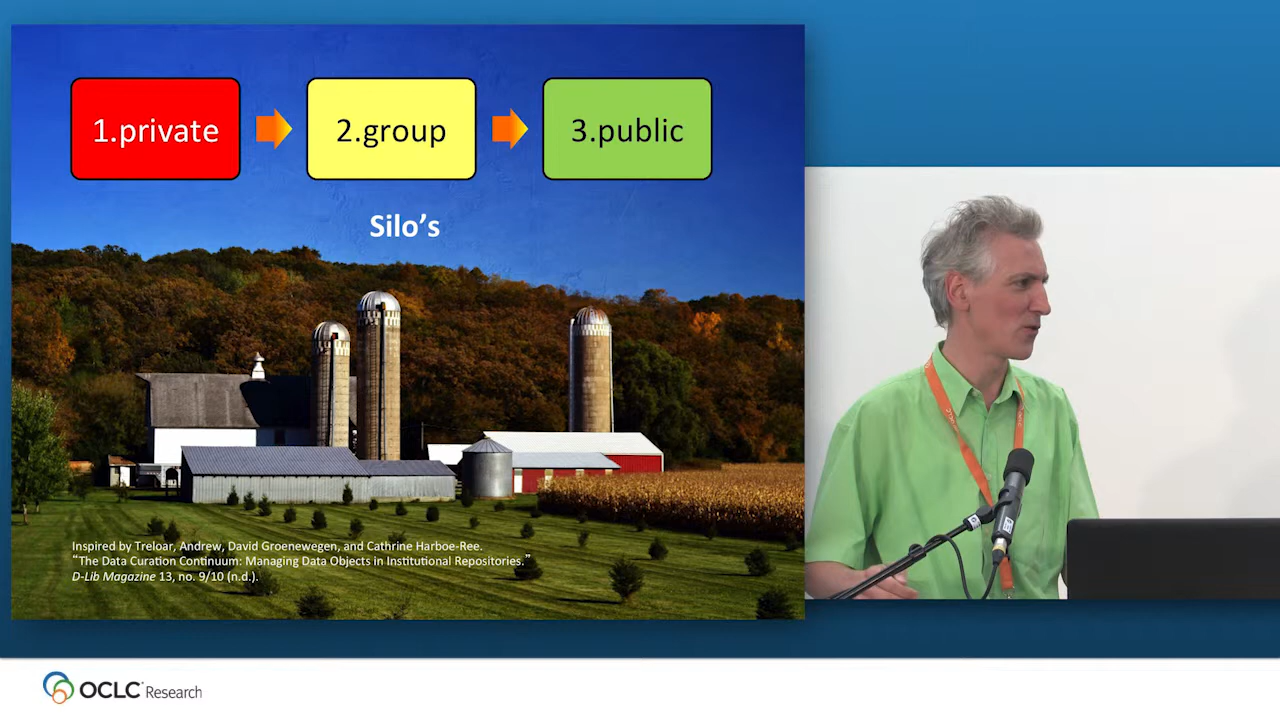 1.private
2.group
3.public
Silo’s
Inspired by Treloar, Andrew, David Groenewegen, and Cathrine Harboe-Ree.
“The Data Curation Continuum: Managing Data Objects in Institutional Repositories.”
D-Lib Magazine 13, no. 9/10 (n.d.).
OCLC Research